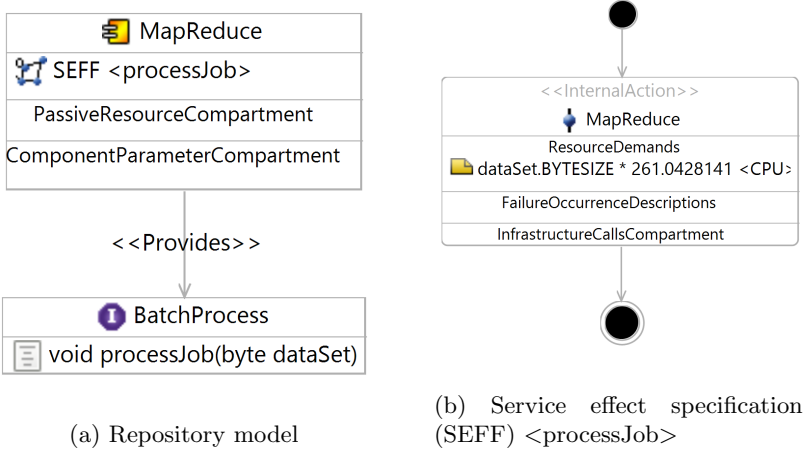 MapReduce
SEFF <processJob>
PassiveResourceCompartment
ComponentParameterCompartment
<<Provides>>
BatchProcess
void processJob(byte dataSet)
(a) Repository model
<<InternalAction>>
MapReduce
ResourceDemands
dataSet.BYTESIZE * 261.0428141 <CPU>
FailureOccurrenceDescriptions
InfrastructureCallsCompartment
(b) Service effect specification
(SEFF) <processJob>